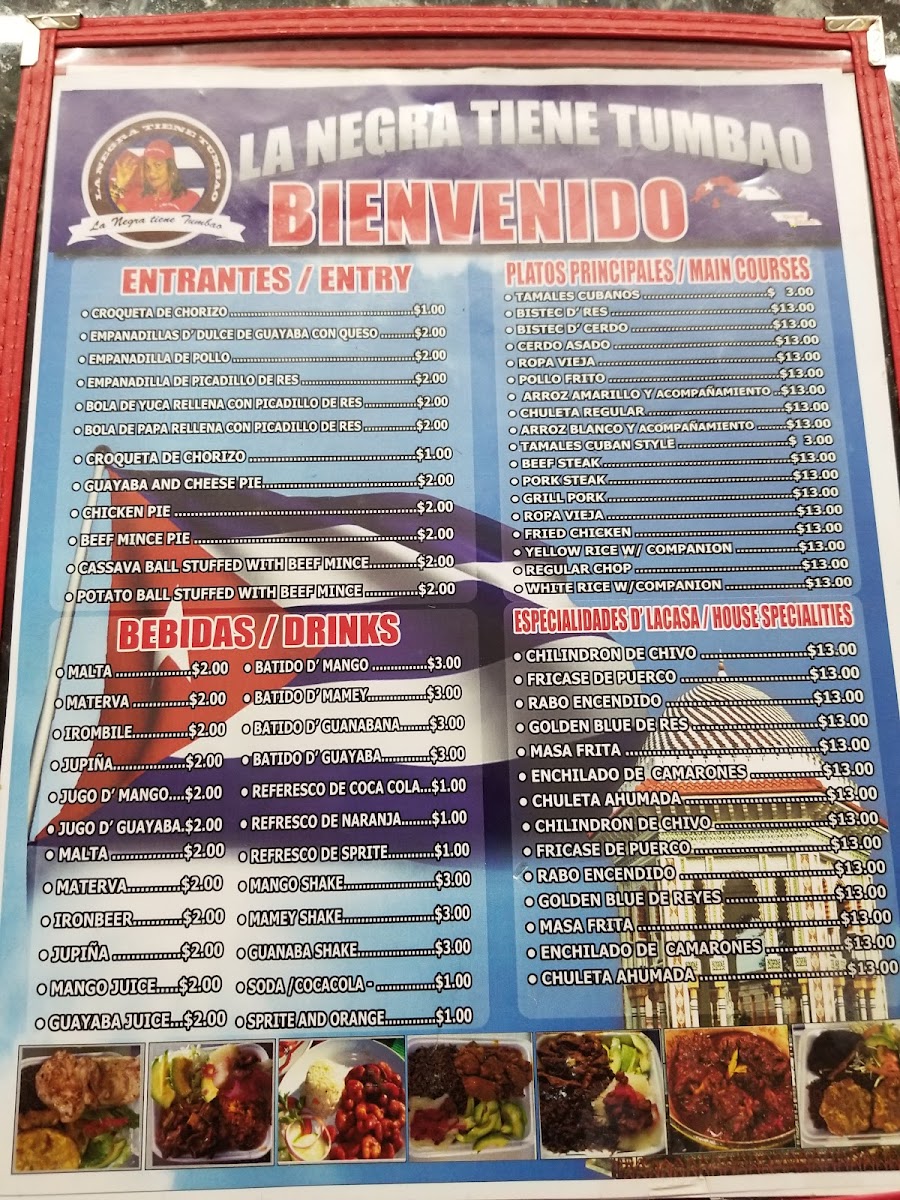 LA NEGRA TIENE TUMBAO
La Negra tiene Tumbao
LA NEGRA TIENE TUMBAO
BIENVENIDO
ENTRANTES / ENTRY
• CROQUETA DE CHORIZO ....................$1.00
• EMPANADILLAS D' DULCE DE GUAYABA CON QUESO .........$2.00
• EMPANADILLA DE POLLO....................$2.00
• EMPANADILLA DE PICADILLO DE RES ....................$2.00
• BOLA DE YUCA RELLENA CON PICADILLO DE RES .............$2.00
• BOLA DE PAPA RELLENA CON PICADILLO DE RES .............$2.00
• CROQUETA DE CHORIZO ....................$1.00
• GUAYABA AND CHEESE PIE....................$2.00
• CHICKEN PIE ....................$2.00
• BEEF MINCE PIE ....................$2.00
• CASSAVA BALL STUFFED WITH BEEF MINCE...........$2.00
• POTATO BALL STUFFED WITH BEEF MINCE ............$2.00
BEBIDAS / DRINKS
• MALTA ................$2.00
• MATERVA .............$2.00
• IROMBILE.............$2.00
• JUPIÑA.................$2.00
• JUGO D' MANGO....$2.00
• JUGO D' GUAYABA.$2.00
• MALTA ................$2.00
• MATERVA............$2.00
• IRONBEER..........$2.00
• JUPIÑA ................$2.00
• MANGO JUICE.....$2.00
• GUAYABA JUICE...$2.00
• BATIDO D' MANGO ..............$3.00
• BATIDO D' MAMEY..............$3.00
• BATIDO D' GUANABANA.......$3.00
• BATIDO D' GUAYABA...........$3.00
• REFERESCO DE COCA COLA...$1.00
• REFRESCO DE NARANJA........$1.00
• REFRESCO DE SPRITE..........$1.00
• MANGO SHAKE....................$3.00
• MAMEY SHAKE....................$3.00
• GUANABA SHAKE.................$3.00
• SODA /COCACOLA - .............$1.00
• SPRITE AND ORANGE............$1.00
PLATOS PRINCIPALES / MAIN COURSES
• TAMALES CUBANOS ....................$ 3.00
• BISTEC D' RES ....................$13.00
• BISTEC D' CERDO ....................$13.00
• CERDO ASADO ....................$13.00
• ROPA VIEJA....................$13.00
• POLLO FRITO ....................$13.00
• ARROZ AMARILLO Y ACOMPAÑAMIENTO ..$13.00
• CHULETA REGULAR....................$13.00
• ARROZ BLANCO Y ACOMPAÑAMIENTO ........$13.00
• TAMALES CUBAN STYLE ....................$ 3.00
• BEEF STEAK....................$13.00
• PORK STEAK....................$13.00
• GRILL PORK ....................$13.00
• ROPA VIEJA ....................$13.00
• FRIED CHICKEN....................$13.00
• YELLOW RICE W/ COMPANION ................$13.00
• REGULAR CHOP ....................$13.00
• WHITE RICE W/ COMPANION ....................$13.00
ESPECIALIDADES D' LACASA / HOUSE SPECIALITIES
• CHILINDRON DE CHIVO ....................$13.00
• FRICASE DE PUERCO ....................$13.00
• RABO ENCENDIDO ....................$13.00
• GOLDEN BLUE DE RES....................$13.00
• MASA FRITA ....................$13.00
• ENCHILADO DE CAMARONES ..............$13.00
• CHULETA AHUMADA....................$13.00
• CHILINDRON DE CHIVO ....................$13.00
• FRICASE DE PUERCO....................$13.00
• RABO ENCENDIDO ....................$13.00
• GOLDEN BLUE DE REYES ....................$13.00
• MASA FRITA ....................$13.00
• ENCHILADO DE CAMARONES ..............$13.00
• CHULETA AHUMADA ....................$13.00